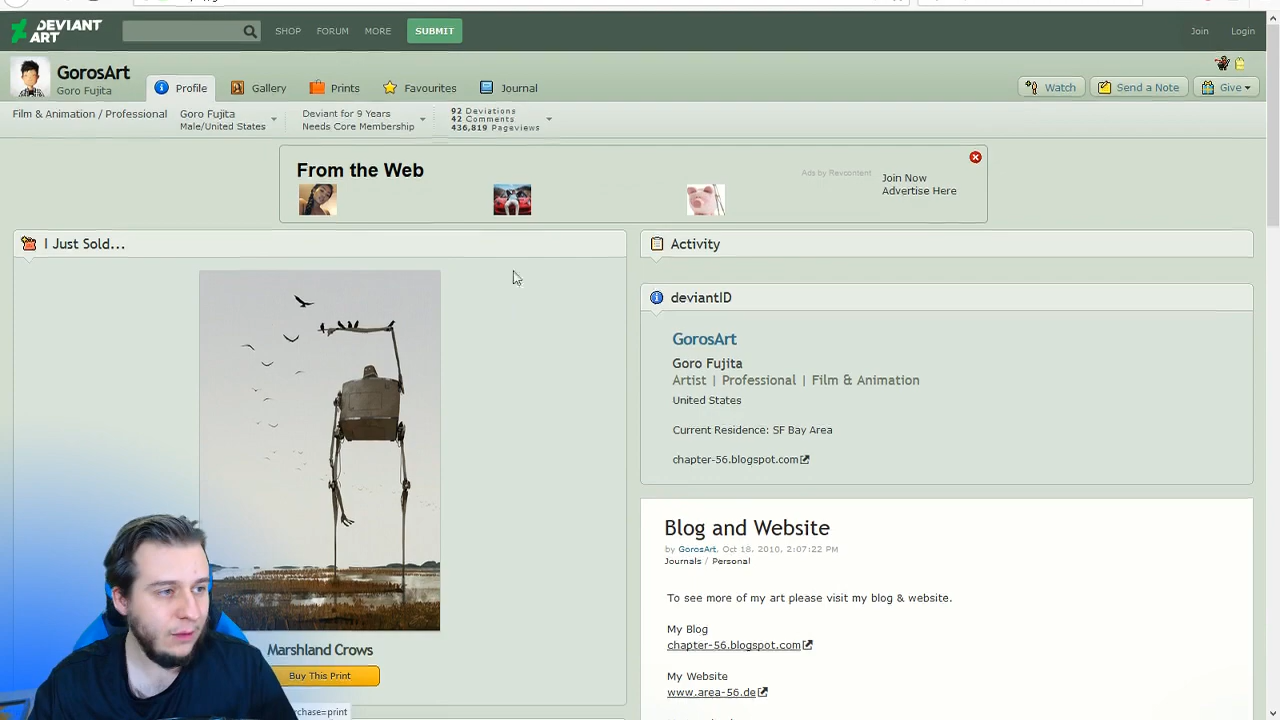 DEVIANT ART
SHOP
FORUM
MORE
SUBMIT
Join
Login
GorosArt
Goro Fujita
Profile
Gallery
Prints
Favourites
Journal
Watch
Send a Note
Give
Film & Animation / Professional
Goro Fujita
Male/United States
Deviant for 9 Years
Needs Core Membership
92 Deviations
42 Comments
436,819 Pageviews
From the Web
Ads by Revcontent
Join Now
Advertise Here
I Just Sold...
Marshland Crows
Buy This Print
rchase=print
Activity
deviantID
GorosArt
Goro Fujita
Artist | Professional | Film & Animation
United States
Current Residence: SF Bay Area
chapter-56.blogspot.com
Blog and Website
by GorosArt, Oct 18, 2010, 2:07:22 PM
Journals / Personal
To see more of my art please visit my blog & website.
My Blog
chapter-56.blogspot.com
My Website
www.area-56.de